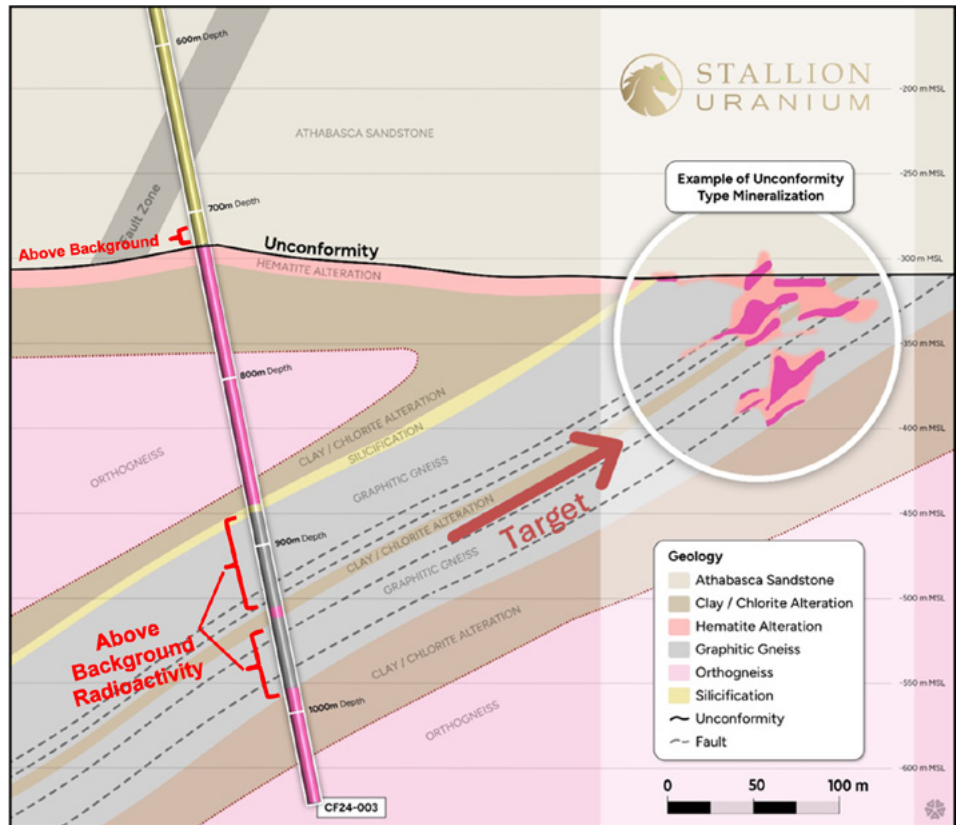 600m Depth
STALLION
URANIUM
-200 m MSL
ATHABASCA SANDSTONE
Example of Unconformity
Type Mineralization
-250 m MSL
Fault Zone
700m Depth
Above Background
Unconformity
HEMATITE ALTERATION
-300 m MSL
-350 m MSL
800m Depth
ORTHOGNEISS
CLAY / CHLORITE ALTERATION
SILICIFICATION
GRAPHITIC GNEISS
-400 m MSL
Target
-450 m MSL
900m Depth
CLAY / CHLORITE ALTERATION
GRAPHITIC GNEISS
-500 m MSL
Above
Background
Radioactivity
CLAY / CHLORITE ALTERATION
-550 m MSL
1000m Depth
ORTHOGNEISS
-600 m MSL
CF24-003
Geology
Athabasca Sandstone
Clay / Chlorite Alteration
Hematite Alteration
Graphitic Gneiss
Orthogneiss
Silicification
Unconformity
Fault
0 50 100 m